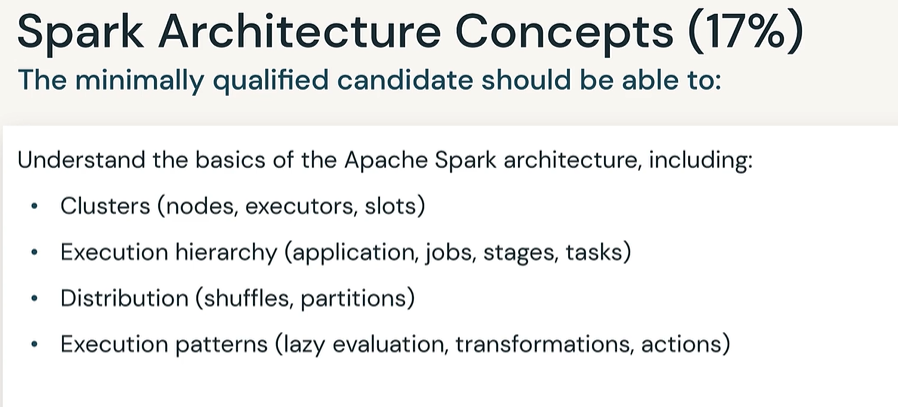 Spark Architecture Concepts (17%)
The minimally qualified candidate should be able to:
Understand the basics of the Apache Spark architecture, including:
• Clusters (nodes, executors, slots)
• Execution hierarchy (application, jobs, stages, tasks)
• Distribution (shuffles, partitions)
• Execution patterns (lazy evaluation, transformations, actions)